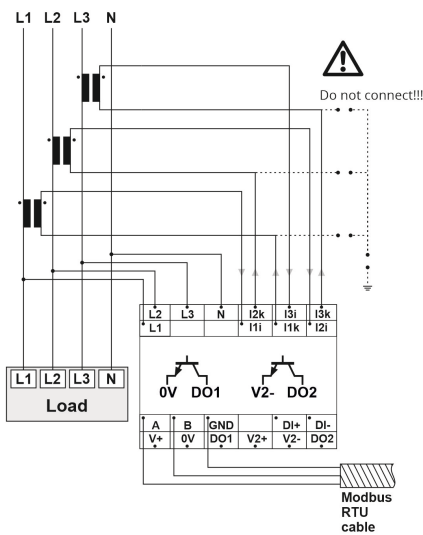 L1 L2 L3 N
Do not connect!!!
L2 L3 N I2k I3i I3k
L1 I1i I1k I2i
L1 L2 L3 N
Load
0V DO1 V2- DO2
A B GND DI+ DI-
V+ 0V DO1 V2+ V2- DO2
Modbus
RTU
cable